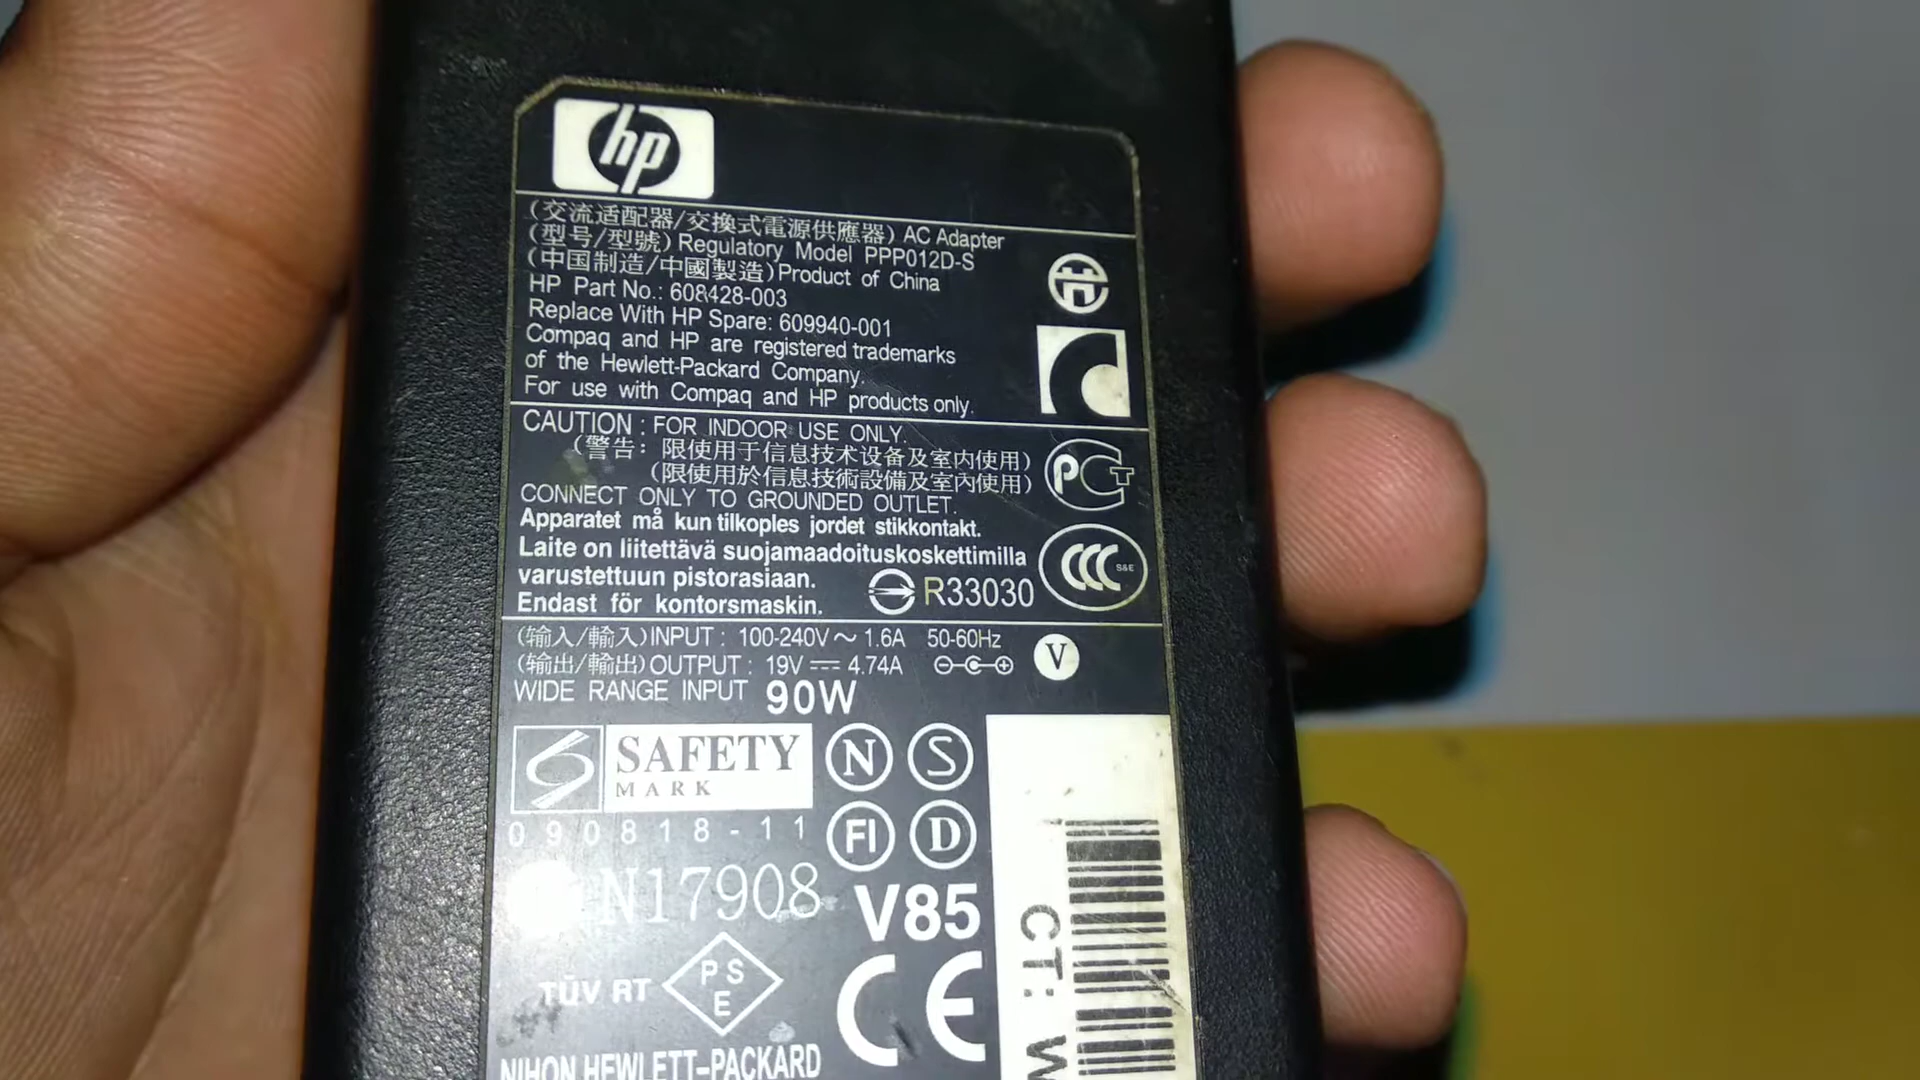 hp
(交流适配器/交換式電源供應器) AC Adapter
(型号/型號) Regulatory Model PPP012D-S
(中国制造/中國製造) Product of China
HP Part No.: 608428-003
Replace With HP Spare: 609940-001
Compaq and HP are registered trademarks
of the Hewlett-Packard Company.
For use with Compaq and HP products only.
CAUTION : FOR INDOOR USE ONLY.
(警告: 限使用于信息技术设备及室内使用)
(限使用於信息技術設備及室內使用)
CONNECT ONLY TO GROUNDED OUTLET.
Apparatet må kun tilkoples jordet stikkontakt.
Laite on liitettävä suojamaadoituskoskettimilla
varustettuun pistorasiaan.
Endast för kontorsmaskin.
R33030
PCT
CCC S&E
(输入/輸入) INPUT : 100-240V ~ 1.6A 50-60Hz
(输出/輸出) OUTPUT : 19V ⎓ 4.74A
V
WIDE RANGE INPUT 90W
SAFETY
MARK
N S
FI D
090818-11
N17908
V85
TÜV RT
PSE
CE
NIHON HEWLETT-PACKARD
CT: W